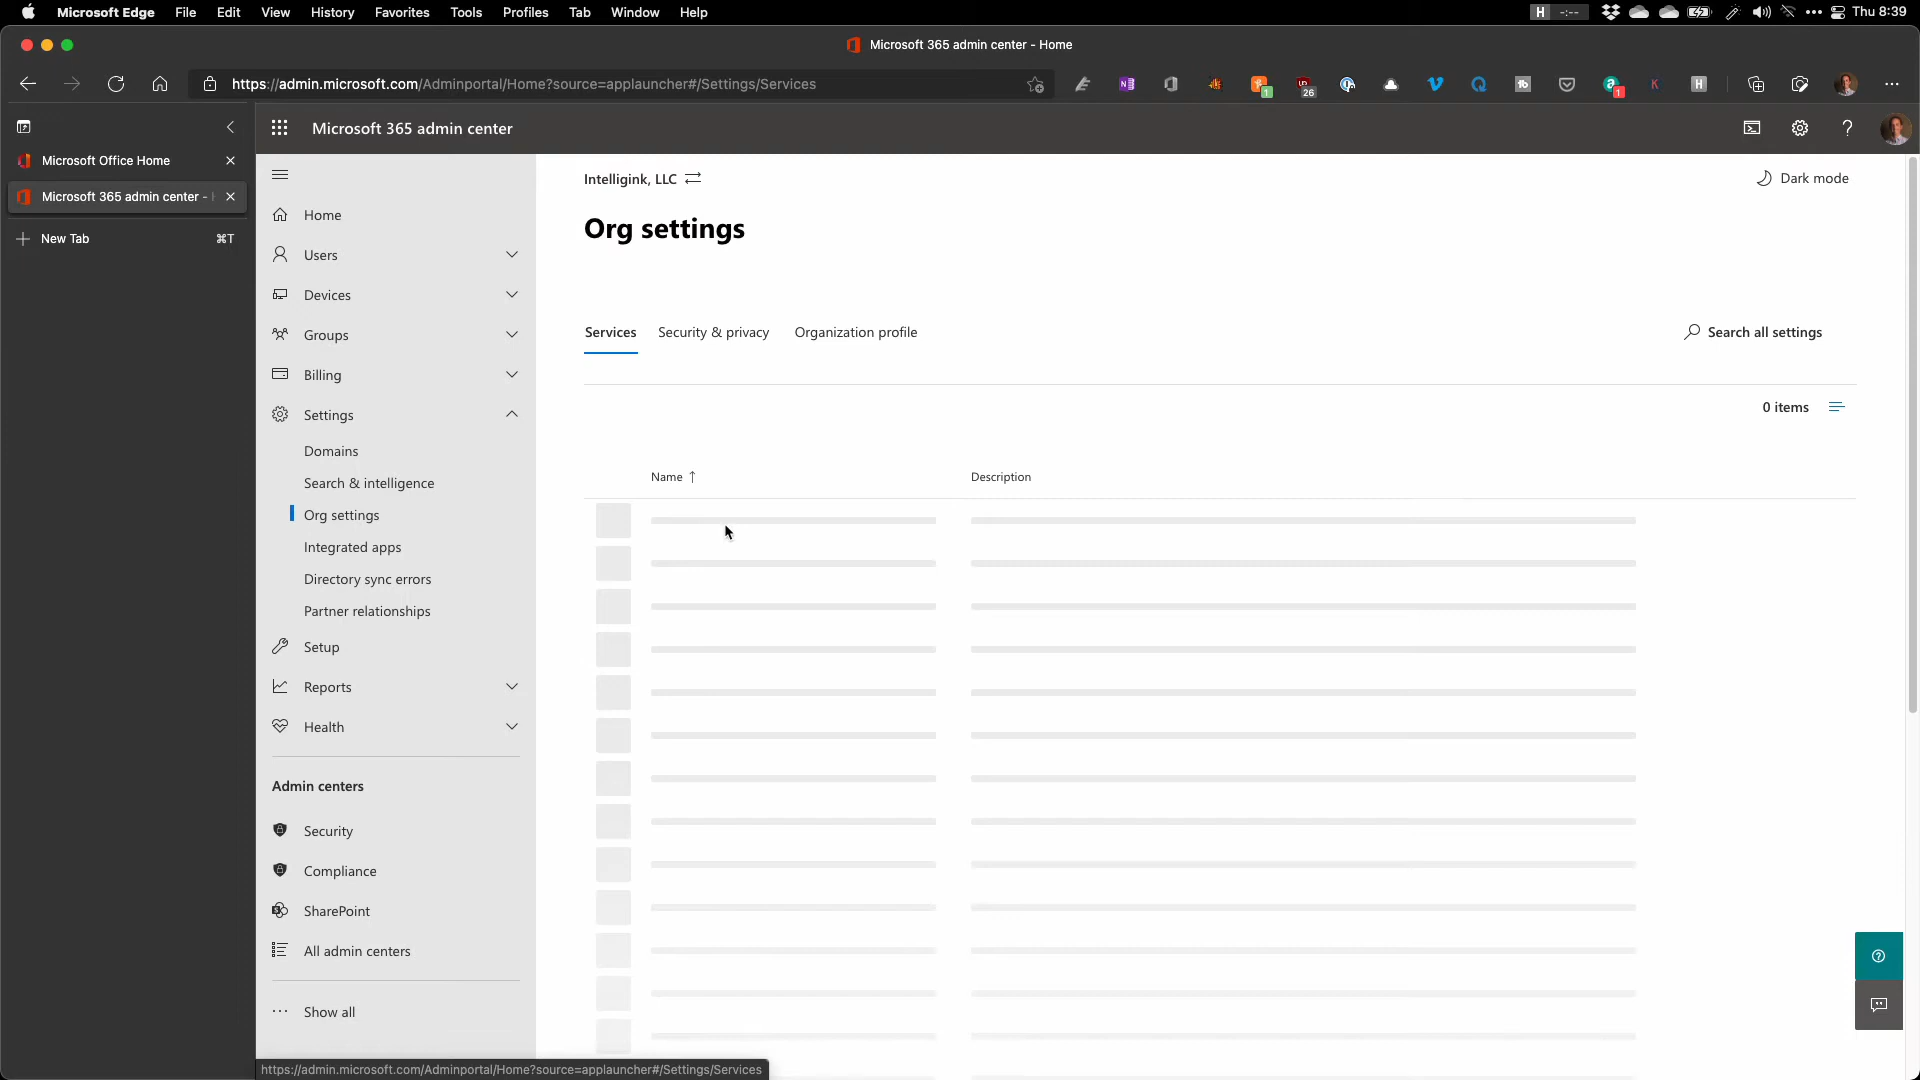 Microsoft Edge File Edit View History Favorites Tools Profiles Tab Window Help
H -:-- Thu 8:39
Microsoft 365 admin center - Home
https://admin.microsoft.com/Adminportal/Home?source=applauncher#/Settings/Services
1 26 1 K H
Microsoft 365 admin center
Microsoft Office Home
Microsoft 365 admin center -
New Tab ⌘T
Home
Users
Devices
Groups
Billing
Settings
Domains
Search & intelligence
Org settings
Integrated apps
Directory sync errors
Partner relationships
Setup
Reports
Health
Admin centers
Security
Compliance
SharePoint
All admin centers
Show all
Intelligink, LLC
Dark mode
Org settings
Services Security & privacy Organization profile
Search all settings
0 items
Name ↑ Description
https://admin.microsoft.com/Adminportal/Home?source=applauncher#/Settings/Services